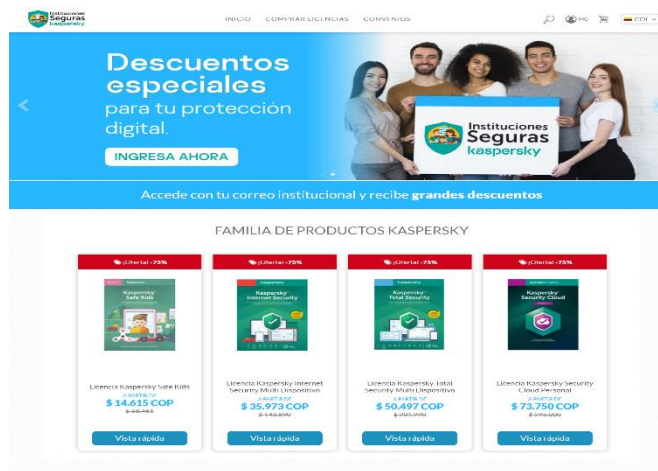 Instituciones
Seguras
kaspersky
INICIO COMPRAR LICENCIAS CONVENIOS
COL
Descuentos
especiales
para tu protección
digital.
INGRESA AHORA
Instituciones
Seguras
kaspersky
Accede con tu correo institucional y recibe grandes descuentos
FAMILIA DE PRODUCTOS KASPERSKY
¡Oferta! -75% ¡Oferta! -75% ¡Oferta! -75% ¡Oferta! -75%
Kaspersky Kaspersky Kaspersky Kaspersky
Safe Kids Internet Security Total Security Security Cloud
Licencia Kaspersky Safe Kids
Licencia Kaspersky Internet
Security Multi Dispositivo
Licencia Kaspersky Total
Security Multi Dispositivo
Licencia Kaspersky Security
Cloud Personal
A PARTIR DE A PARTIR DE A PARTIR DE A PARTIR DE
$ 14.615 COP $ 35.973 COP $ 50.497 COP $ 73.750 COP
Vista rápida Vista rápida Vista rápida Vista rápida